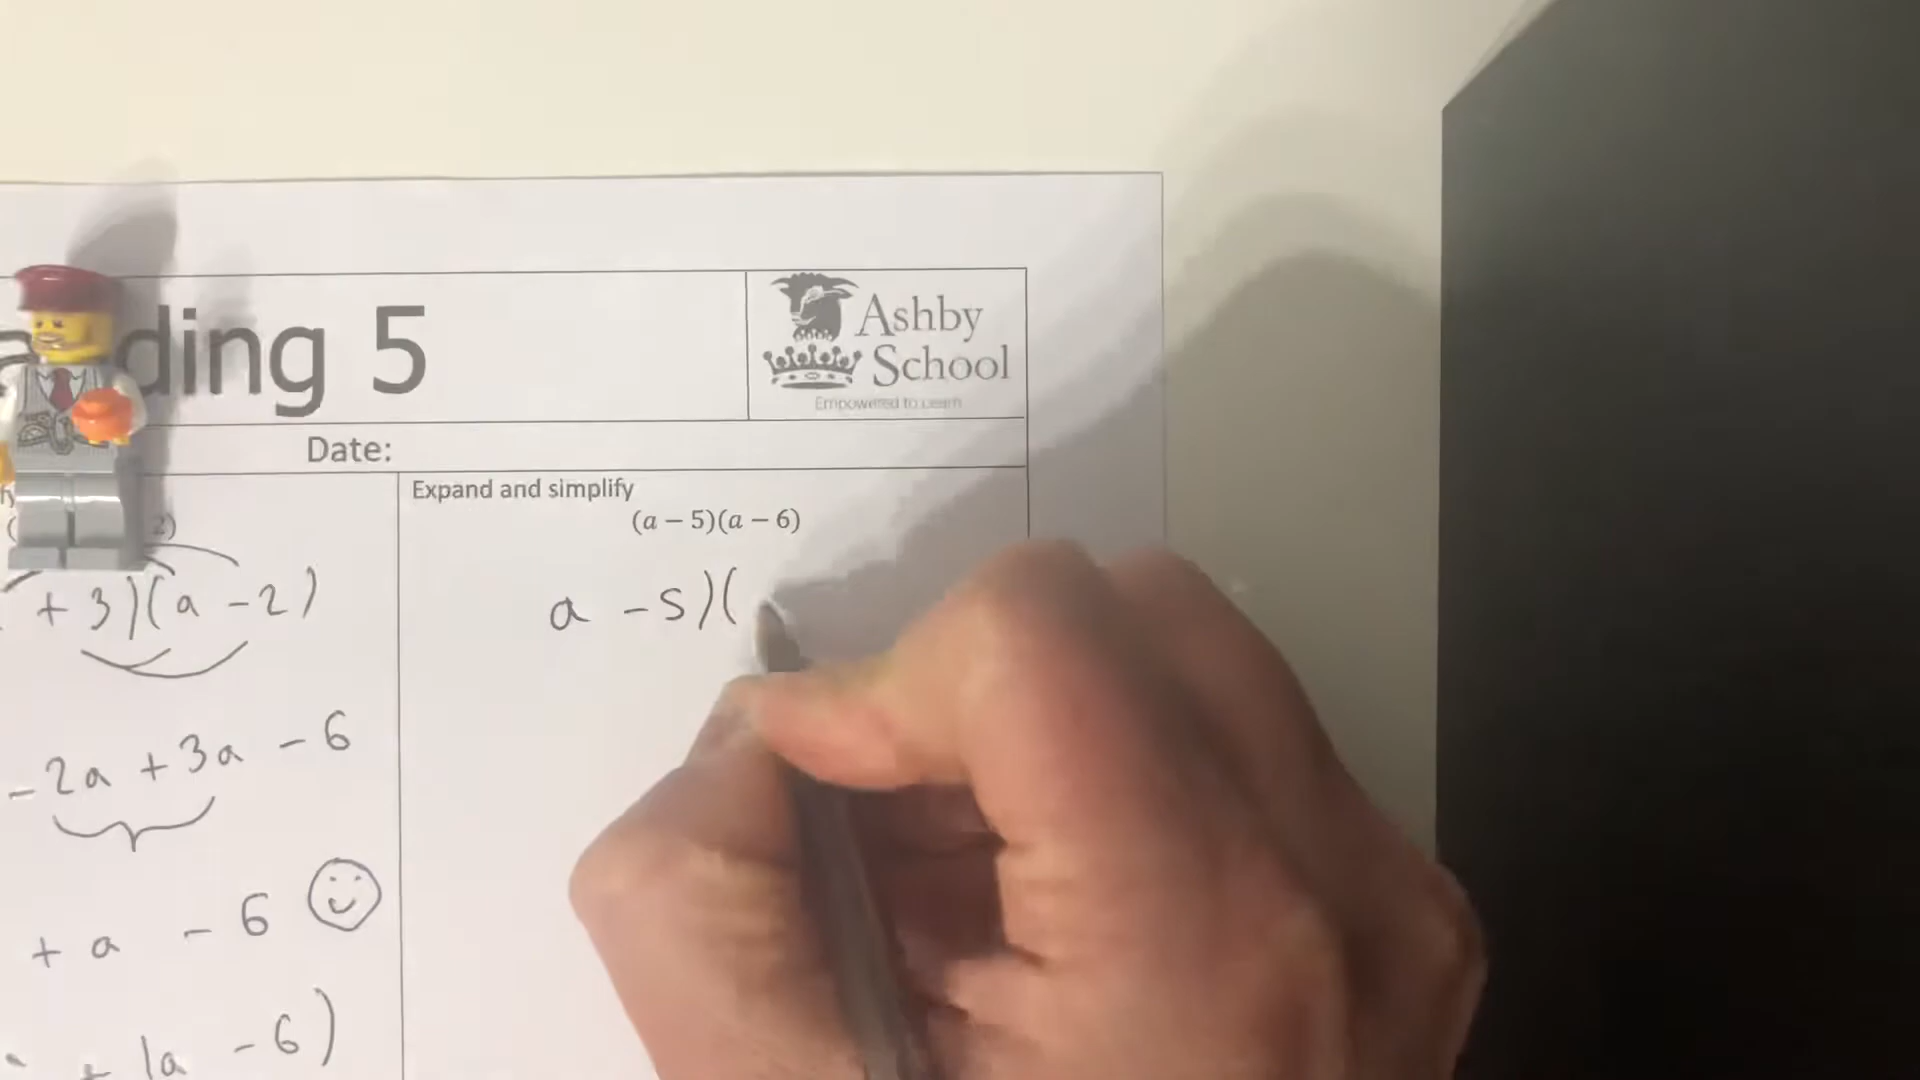 ding 5
Ashby
School
Empowered to Learn
Date:
Expand and simplify
(a – 5)(a – 6)
2)
+ 3)(a - 2)
- 2a + 3a - 6
+ a - 6
+ 1a - 6)
a - 5)(